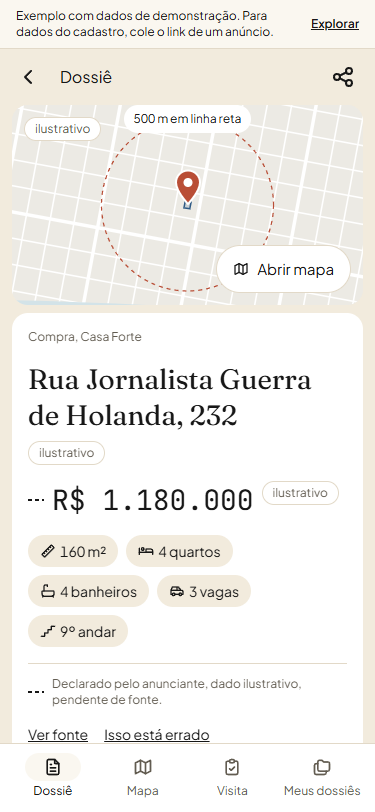 Exemplo com dados de demonstração. Para
dados do cadastro, cole o link de um anúncio.
Explorar
Dossiê
ilustrativo
500 m em linha reta
Abrir mapa
Compra, Casa Forte
Rua Jornalista Guerra
de Holanda, 232
ilustrativo
R$ 1.180.000
ilustrativo
160 m²
4 quartos
4 banheiros
3 vagas
9º andar
Declarado pelo anunciante, dado ilustrativo,
pendente de fonte.
Ver fonte
Isso está errado
Dossiê
Mapa
Visita
Meus dossiês